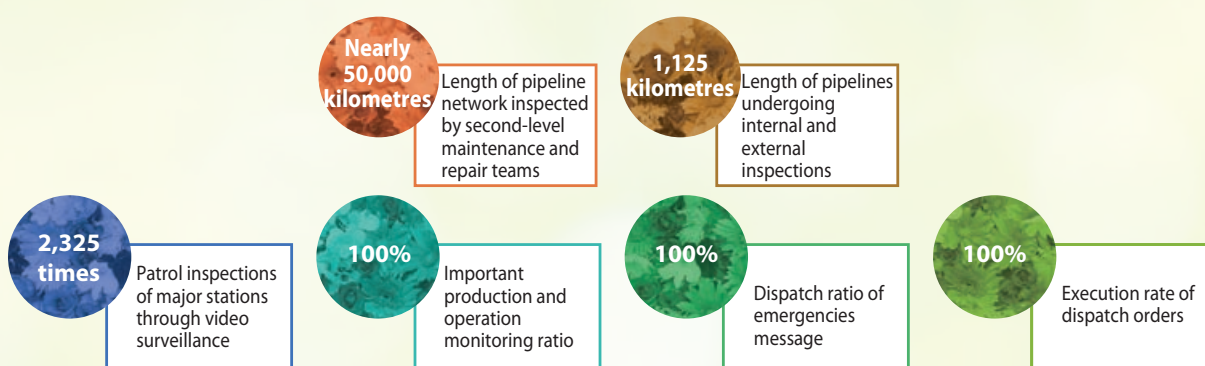 Nearly
50,000
kilometres
Length of pipeline
network inspected
by second-level
maintenance and
repair teams
1,125
kilometres
Length of pipelines
undergoing
internal and
external
inspections
2,325
times
Patrol inspections
of major stations
through video
surveillance
100%
Important
production and
operation
monitoring ratio
100%
Dispatch ratio of
emergencies
message
100%
Execution rate of
dispatch orders